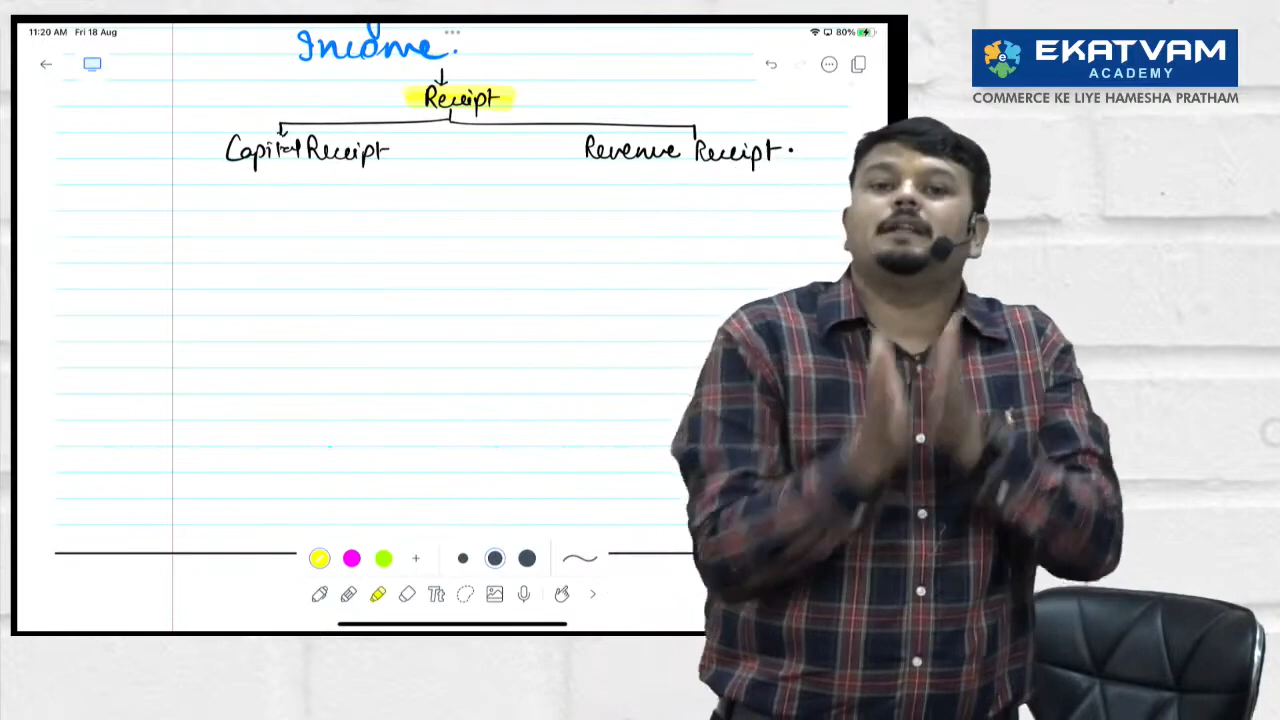 11:20 AM Fri 18 Aug
80%
Income.
Receipt
Capital Receipt
Revenue Receipt.
Tt
e
EKATVAM
ACADEMY
COMMERCE KE LIYE HAMESHA PRATHAM